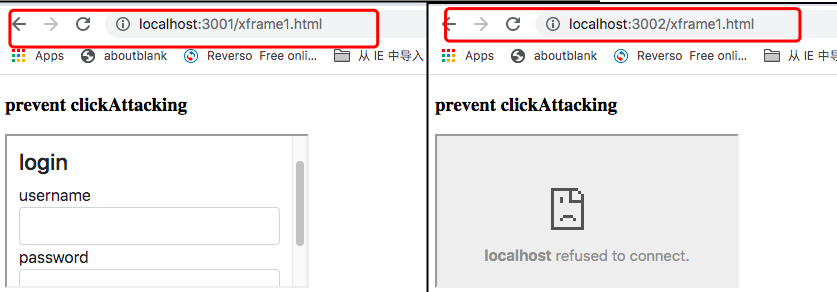 localhost:3001/xframe1.html
Apps aboutblank Reverso Free onli... 从 IE 中导入
prevent clickAttacking
login
username
password
localhost:3002/xframe1.html
Apps aboutblank Reverso Free onli... 从 IE 中导入
prevent clickAttacking
localhost refused to connect.